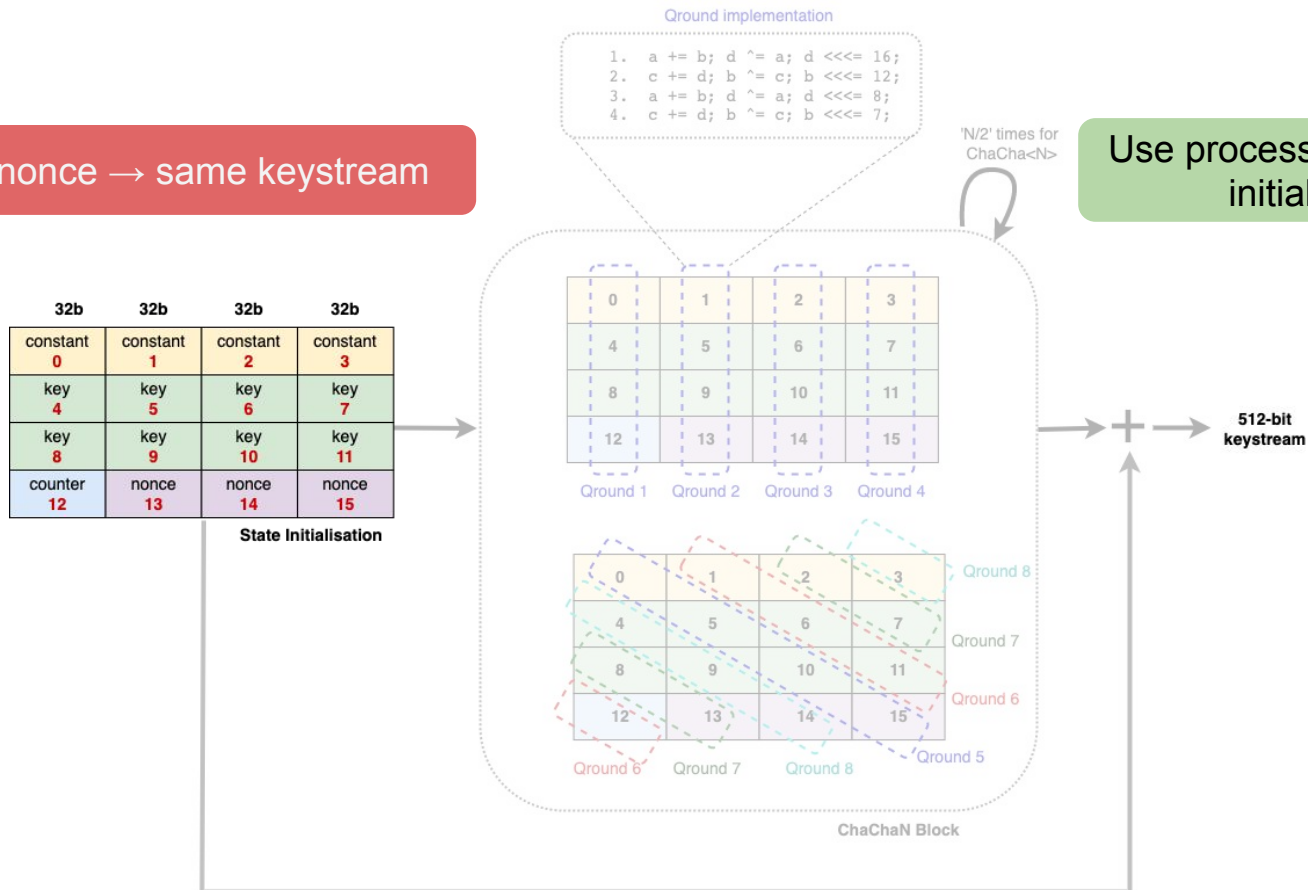 Qround implementation
1. a += b; d ^= a; d <<<= 16;
2. c += d; b ^= c; b <<<= 12;
3. a += b; d ^= a; d <<<= 8;
4. c += d; b ^= c; b <<<= 7;
nonce → same keystream
'N/2' times for
ChaCha<N>
Use process
initial
32b 32b 32b 32b
constant constant constant constant
0 1 2 3
key key key key
4 5 6 7
key key key key
8 9 10 11
counter nonce nonce nonce
12 13 14 15
State Initialisation
0 1 2 3
4 5 6 7
8 9 10 11
12 13 14 15
Qround 1 Qround 2 Qround 3 Qround 4
+
512-bit
keystream
0 1 2 3
Qround 8
4 5 6 7
Qround 7
8 9 10 11
Qround 6
12 13 14 15
Qround 5
Qround 6 Qround 7 Qround 8
ChaChaN Block